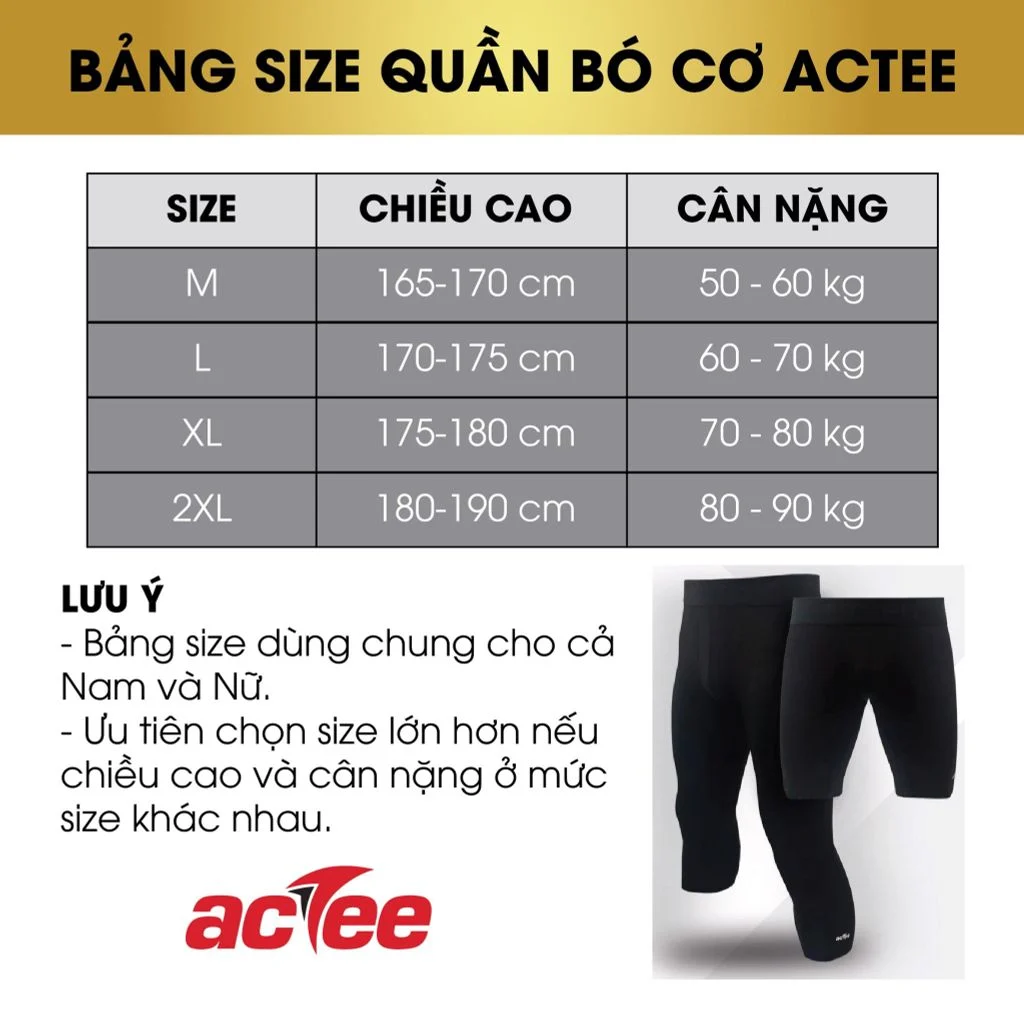 BẢNG SIZE QUẦN BÓ CƠ ACTEE
SIZE CHIỀU CAO CÂN NẶNG
M 165-170 cm 50 - 60 kg
L 170-175 cm 60 - 70 kg
XL 175-180 cm 70 - 80 kg
2XL 180-190 cm 80 - 90 kg
LƯU Ý
- Bảng size dùng chung cho cả
Nam và Nữ.
- Ưu tiên chọn size lớn hơn nếu
chiều cao và cân nặng ở mức
size khác nhau.
acTee
acTee